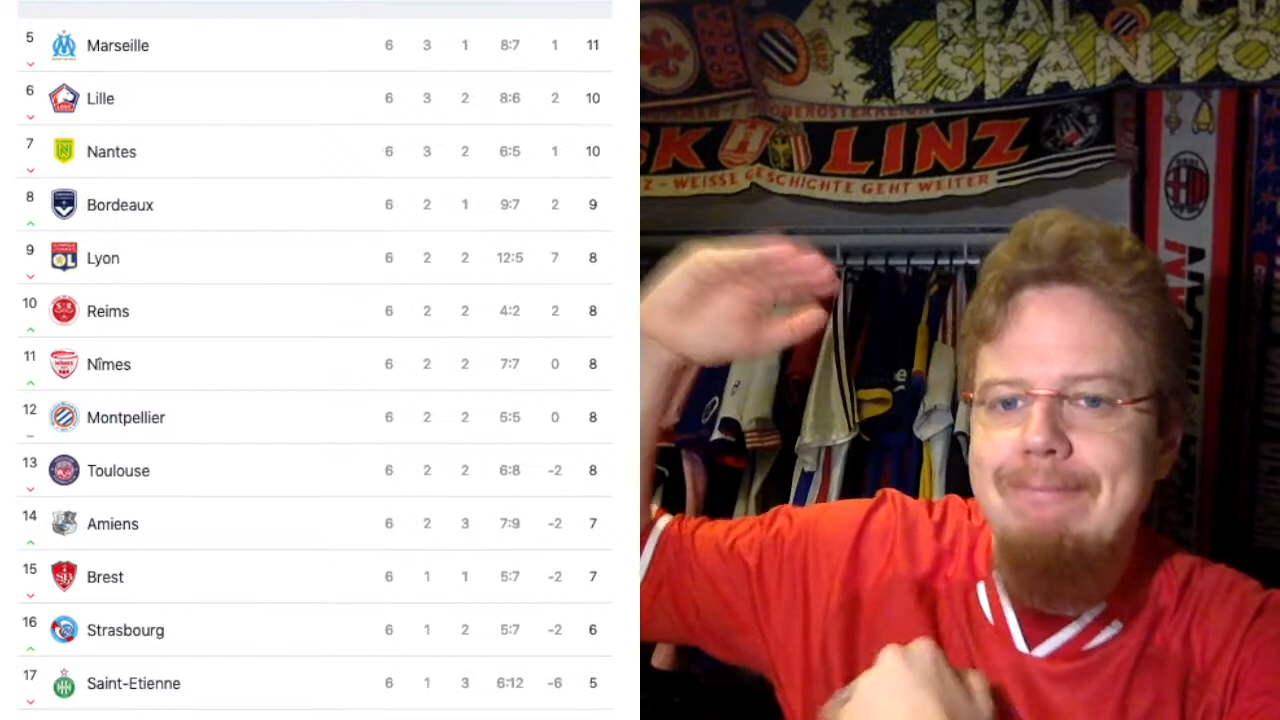 5 Marseille 6 3 1 8:7 1 11
6 Lille 6 3 2 8:6 2 10
7 Nantes 6 3 2 6:5 1 10
8 Bordeaux 6 2 1 9:7 2 9
9 Lyon 6 2 2 12:5 7 8
10 Reims 6 2 2 4:2 2 8
11 Nîmes 6 2 2 7:7 0 8
12 Montpellier 6 2 2 6:5 0 8
13 Toulouse 6 2 2 6:8 -2 8
14 Amiens 6 2 3 7:9 -2 7
15 Brest 6 1 1 5:7 -2 7
16 Strasbourg 6 1 2 5:7 -2 6
17 Saint-Etienne 6 1 3 6:12 -6 5
REAL
ESPANYO
OBERÖSTERREICH
SK LINZ
Z - WEISSE GESCHICHTE GEHT WEITER